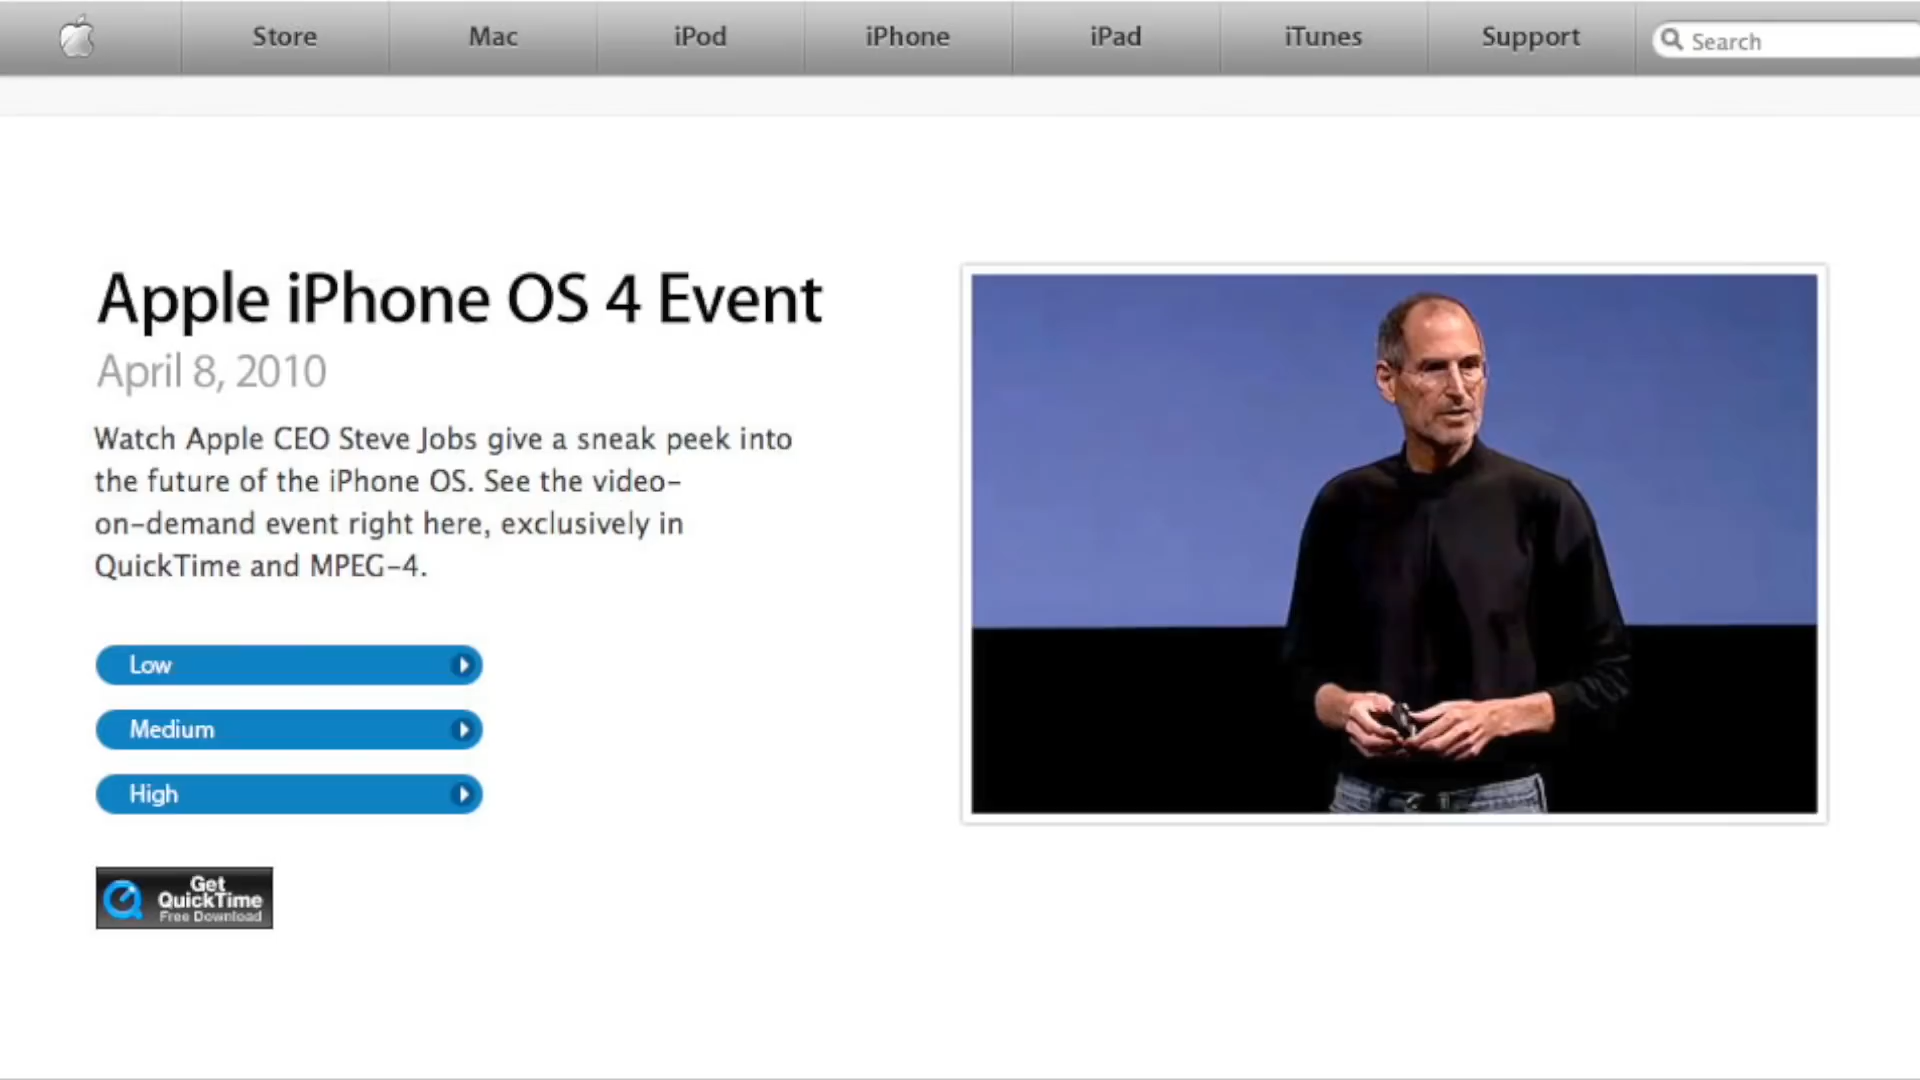 Store
Mac
iPod
iPhone
iPad
iTunes
Support
Search
Apple iPhone OS 4 Event
April 8, 2010
Watch Apple CEO Steve Jobs give a sneak peek into
the future of the iPhone OS. See the video-
on-demand event right here, exclusively in
QuickTime and MPEG-4.
Low
Medium
High
Get
QuickTime
Free Download